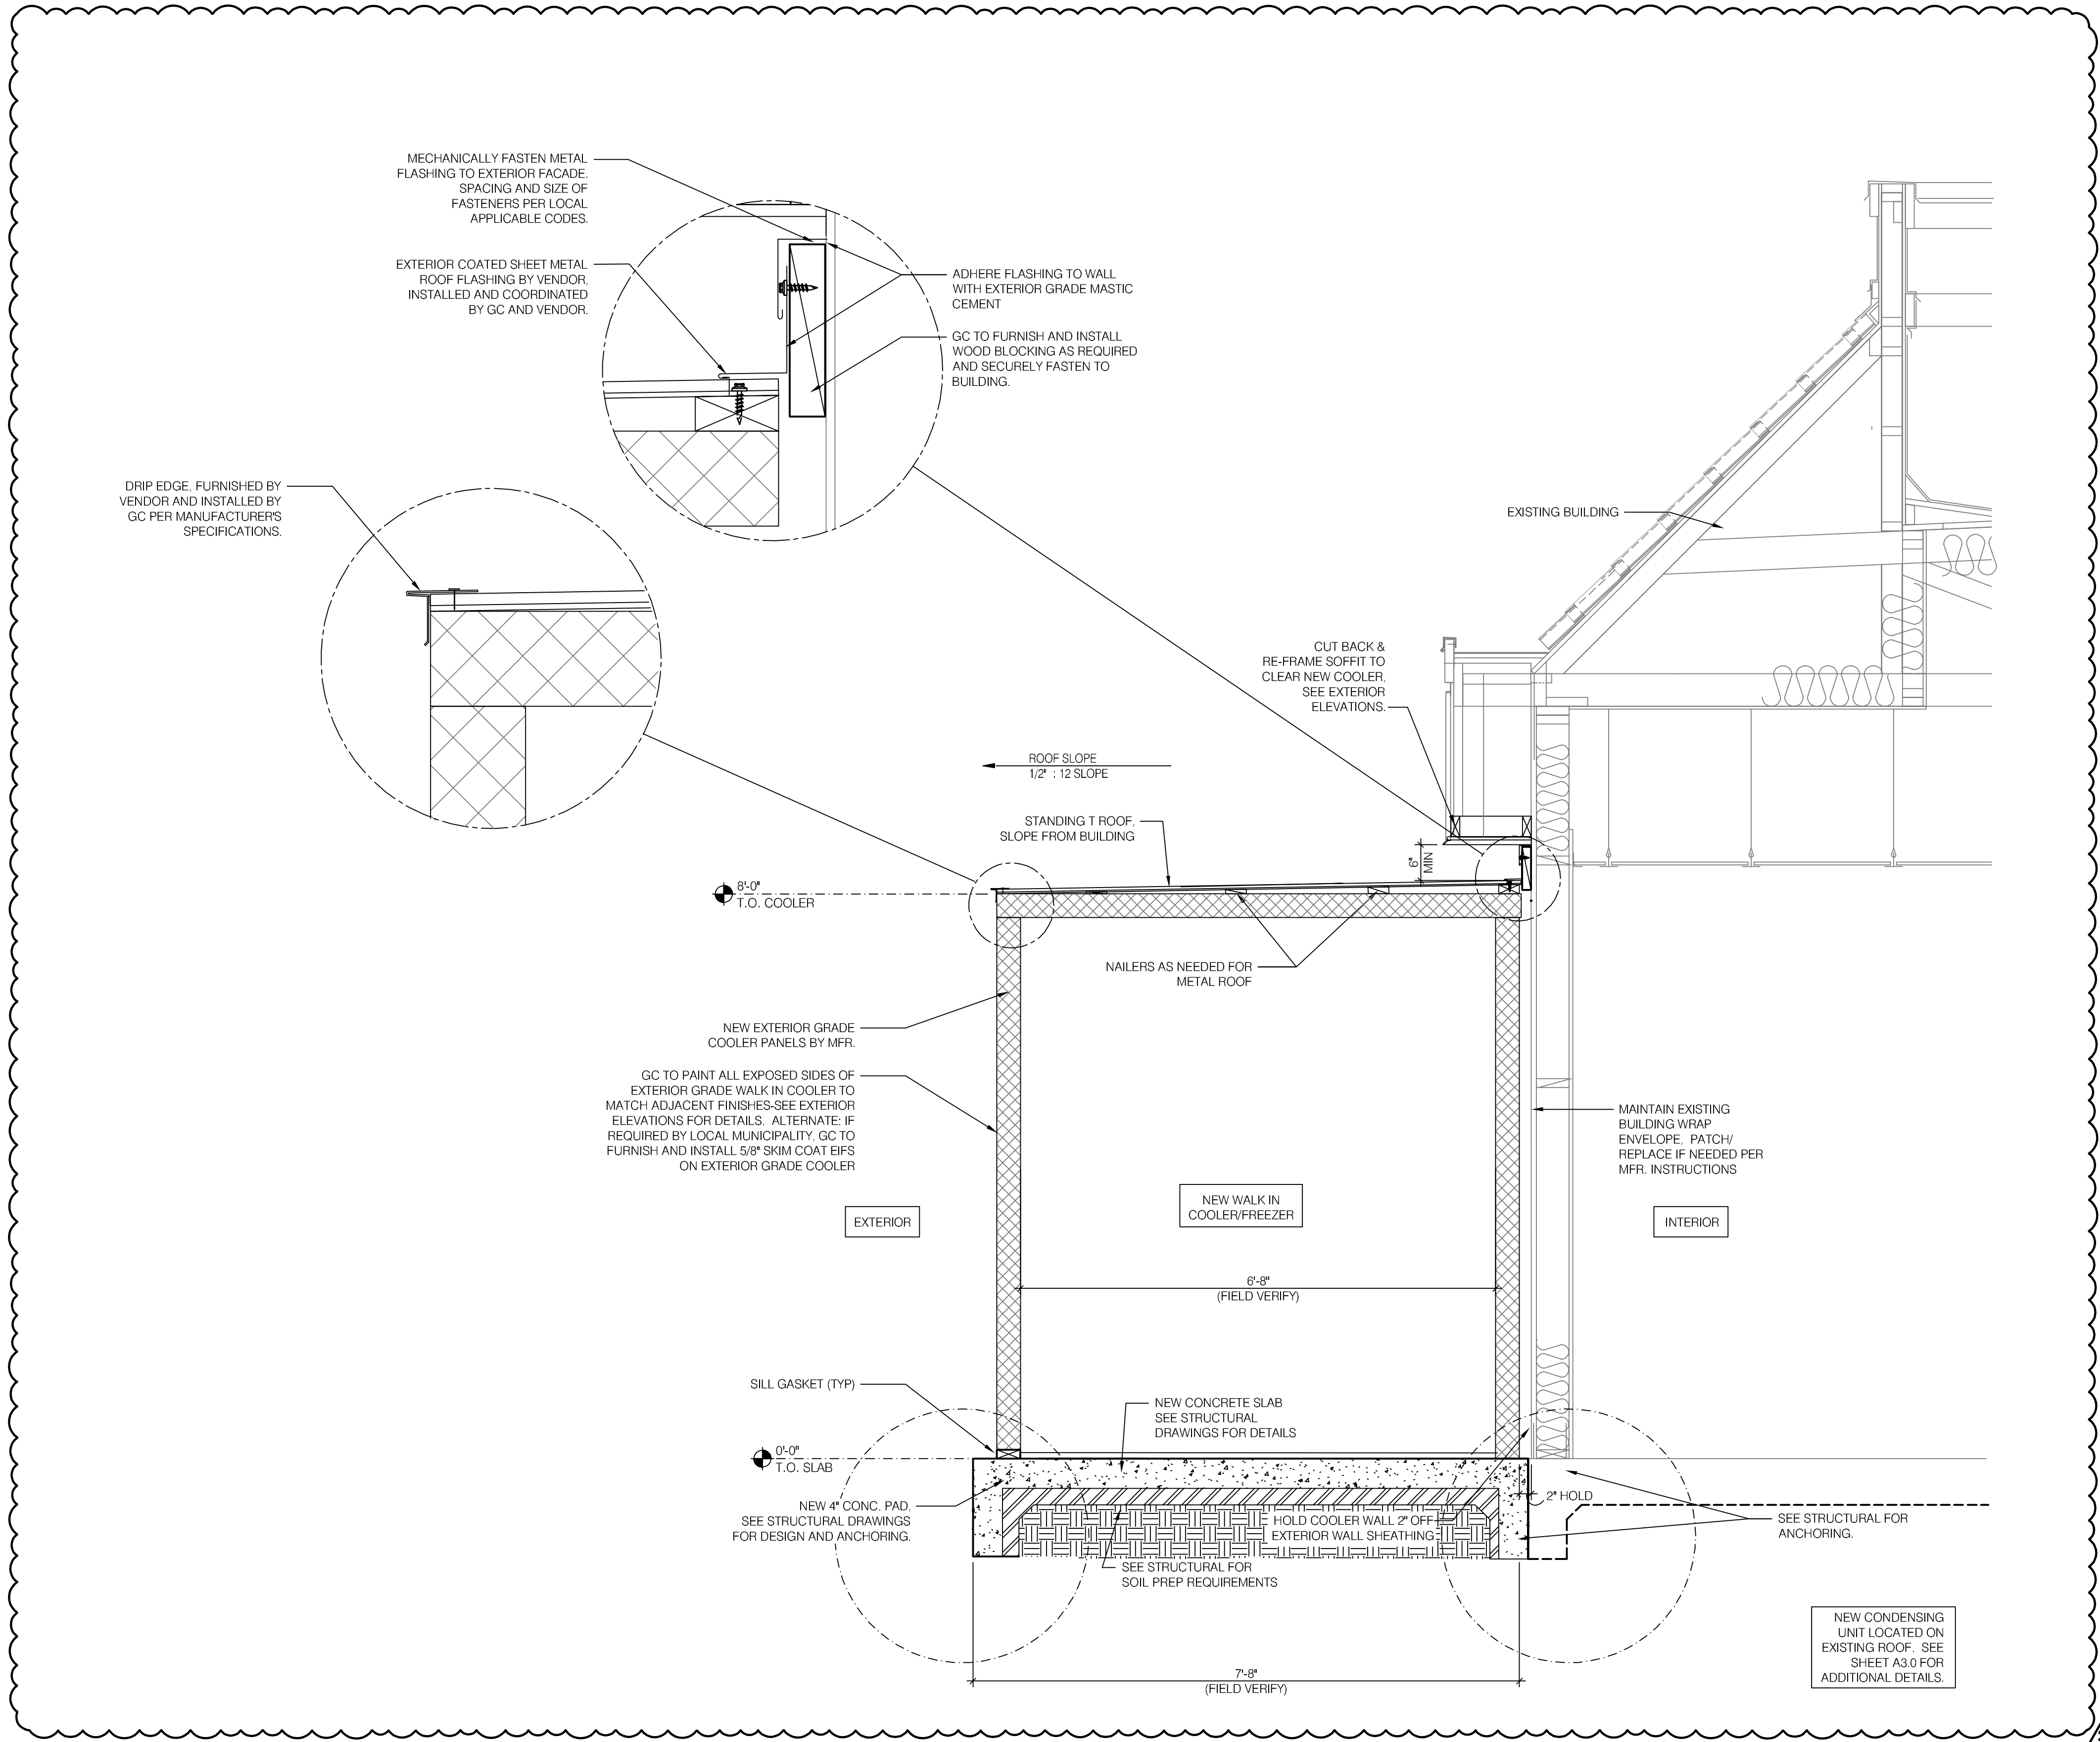 MECHANICALLY FASTEN METAL
FLASHING TO EXTERIOR FACADE.
SPACING AND SIZE OF
FASTENERS PER LOCAL
APPLICABLE CODES.
EXTERIOR COATED SHEET METAL
ROOF FLASHING BY VENDOR,
INSTALLED AND COORDINATED
BY GC AND VENDOR.
ADHERE FLASHING TO WALL
WITH EXTERIOR GRADE MASTIC
CEMENT
GC TO FURNISH AND INSTALL
WOOD BLOCKING AS REQUIRED
AND SECURELY FASTEN TO
BUILDING.
DRIP EDGE, FURNISHED BY
VENDOR AND INSTALLED BY
GC PER MANUFACTURER'S
SPECIFICATIONS.
EXISTING BUILDING
CUT BACK &
RE-FRAME SOFFIT TO
CLEAR NEW COOLER,
SEE EXTERIOR
ELEVATIONS.
ROOF SLOPE
1/2" : 12 SLOPE
STANDING T ROOF,
SLOPE FROM BUILDING
6"
MIN
8'-0"
T.O. COOLER
NAILERS AS NEEDED FOR
METAL ROOF
NEW EXTERIOR GRADE
COOLER PANELS BY MFR.
GC TO PAINT ALL EXPOSED SIDES OF
EXTERIOR GRADE WALK IN COOLER TO
MATCH ADJACENT FINISHES-SEE EXTERIOR
ELEVATIONS FOR DETAILS. ALTERNATE: IF
REQUIRED BY LOCAL MUNICIPALITY, GC TO
FURNISH AND INSTALL 5/8" SKIM COAT EIFS
ON EXTERIOR GRADE COOLER
MAINTAIN EXISTING
BUILDING WRAP
ENVELOPE, PATCH/
REPLACE IF NEEDED PER
MFR. INSTRUCTIONS
EXTERIOR
NEW WALK IN
COOLER/FREEZER
INTERIOR
6'-8"
(FIELD VERIFY)
SILL GASKET (TYP)
NEW CONCRETE SLAB
SEE STRUCTURAL
DRAWINGS FOR DETAILS
0'-0"
T.O. SLAB
NEW 4" CONC. PAD,
SEE STRUCTURAL DRAWINGS
FOR DESIGN AND ANCHORING.
2" HOLD
HOLD COOLER WALL 2" OFF
EXTERIOR WALL SHEATHING
SEE STRUCTURAL FOR
ANCHORING.
SEE STRUCTURAL FOR
SOIL PREP REQUIREMENTS
7'-8"
(FIELD VERIFY)
NEW CONDENSING
UNIT LOCATED ON
EXISTING ROOF. SEE
SHEET A3.0 FOR
ADDITIONAL DETAILS.